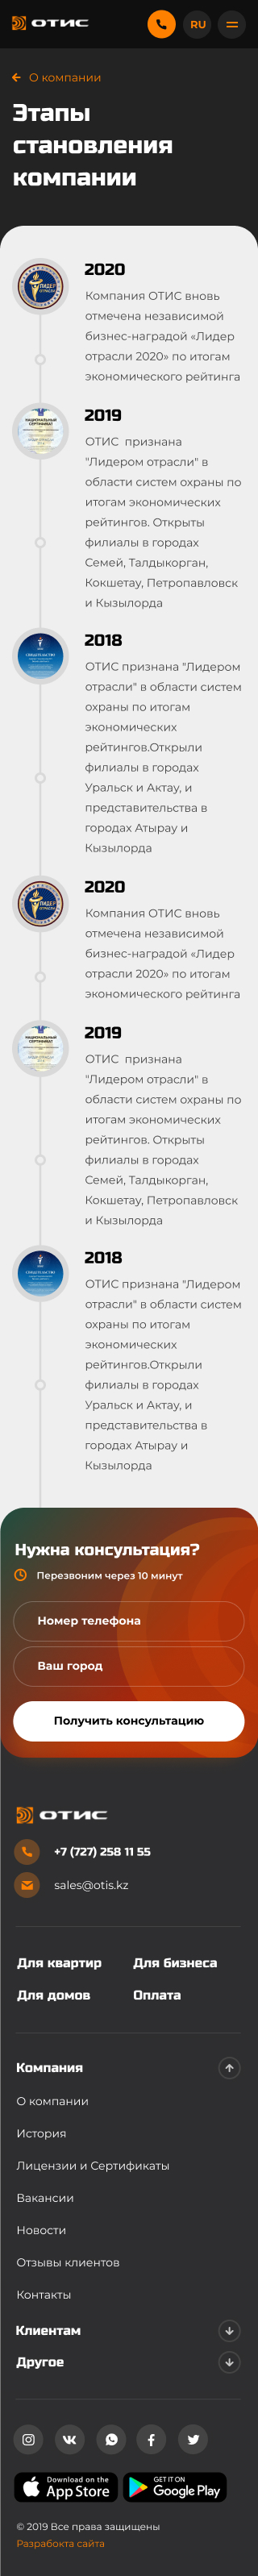 ОТИС
RU
О компании
Этапы
становления
компании
2020
Компания ОТИС вновь
отмечена независимой
бизнес-наградой «Лидер
отрасли 2020» по итогам
экономического рейтинга
2019
ОТИС признана
"Лидером отрасли" в
области систем охраны по
итогам экономических
рейтингов. Открыты
филиалы в городах
Семей, Талдыкорган,
Кокшетау, Петропавловск
и Кызылорда
2018
ОТИС признана "Лидером
отрасли" в области систем
охраны по итогам
экономических
рейтингов.Открыли
филиалы в городах
Уральск и Актау, и
представительства в
городах Атырау и
Кызылорда
2020
Компания ОТИС вновь
отмечена независимой
бизнес-наградой «Лидер
отрасли 2020» по итогам
экономического рейтинга
2019
ОТИС признана
"Лидером отрасли" в
области систем охраны по
итогам экономических
рейтингов. Открыты
филиалы в городах
Семей, Талдыкорган,
Кокшетау, Петропавловск
и Кызылорда
2018
ОТИС признана "Лидером
отрасли" в области систем
охраны по итогам
экономических
рейтингов.Открыли
филиалы в городах
Уральск и Актау, и
представительства в
городах Атырау и
Кызылорда
Нужна консультация?
Перезвоним через 10 минут
Номер телефона
Ваш город
Получить консультацию
ОТИС
+7 (727) 258 11 55
sales@otis.kz
Для квартир Для бизнеса
Для домов Оплата
Компания
О компании
История
Лицензии и Сертификаты
Вакансии
Новости
Отзывы клиентов
Контакты
Клиентам
Другое
Download on the
App Store
GET IT ON
Google Play
© 2019 Все права защищены
Разработка сайта